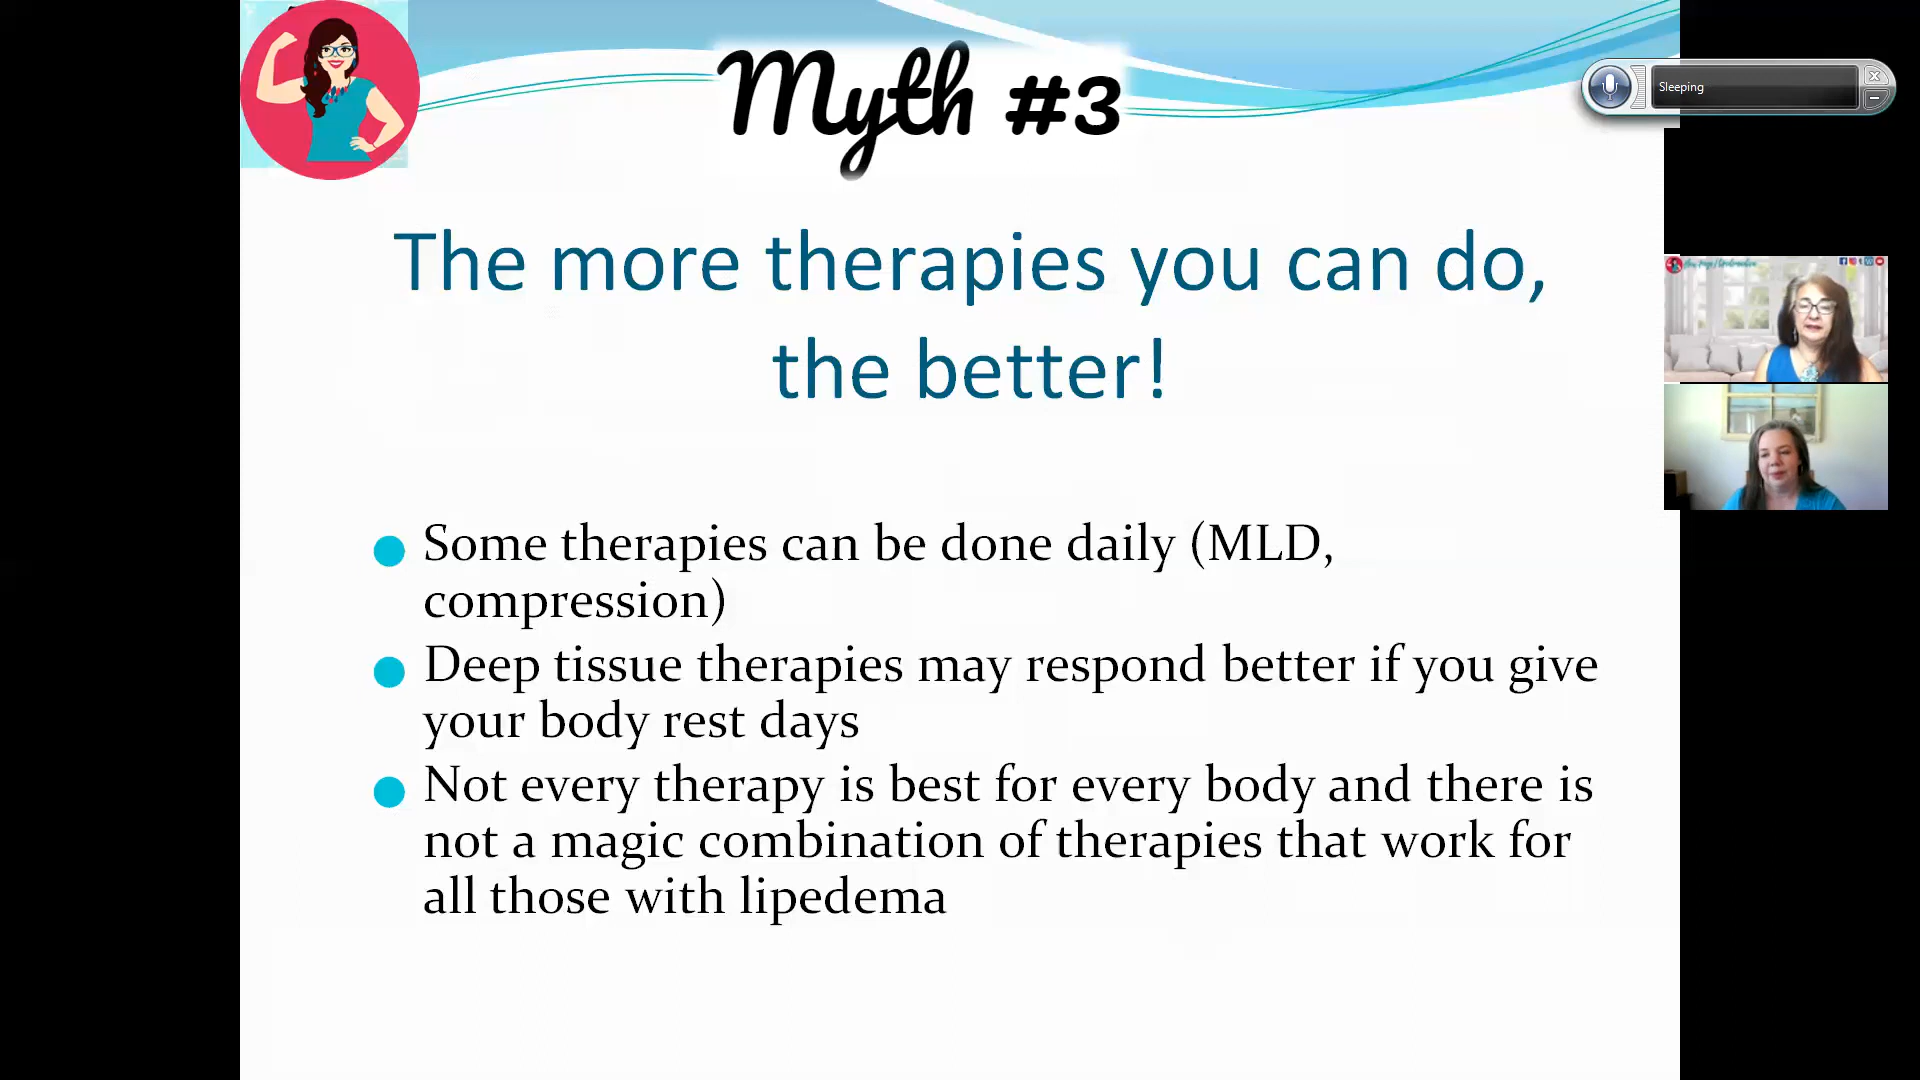 Myth #3
Sleeping
The more therapies you can do,
the better!
Some therapies can be done daily (MLD,
compression)
Deep tissue therapies may respond better if you give
your body rest days
Not every therapy is best for every body and there is
not a magic combination of therapies that work for
all those with lipedema